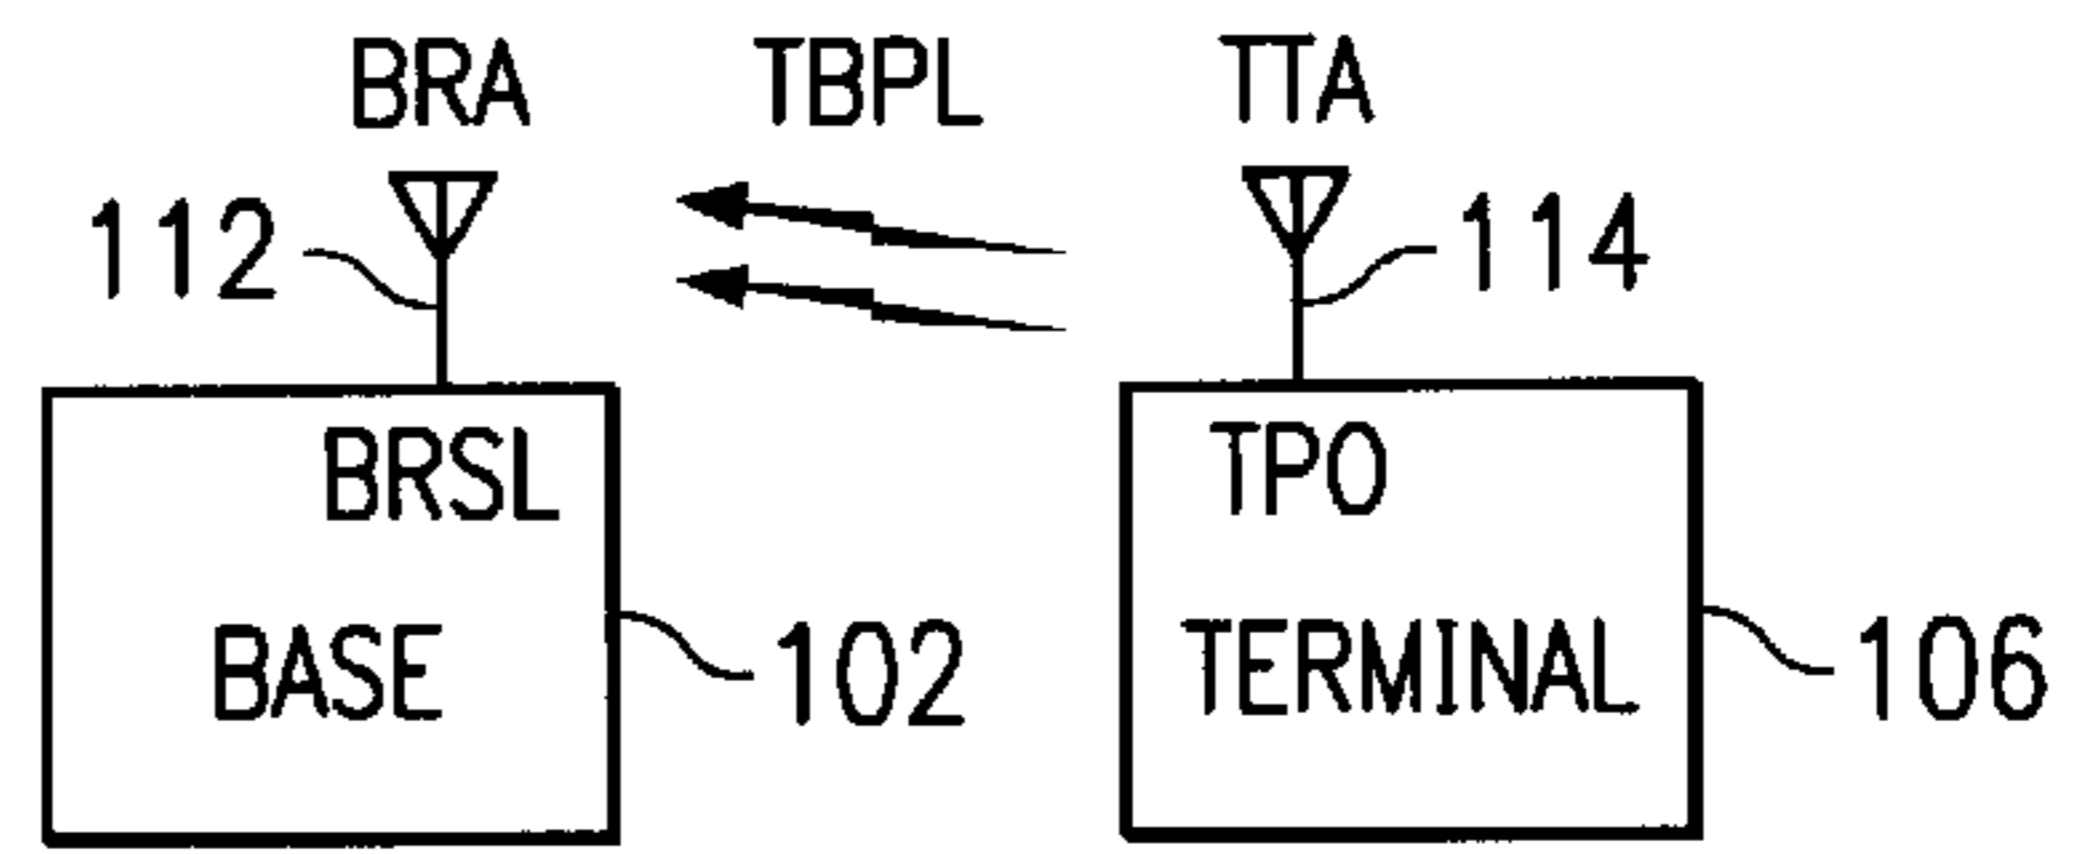 BRA TBPL TTA
112 114
BRSL TPO
BASE 102 TERMINAL 106